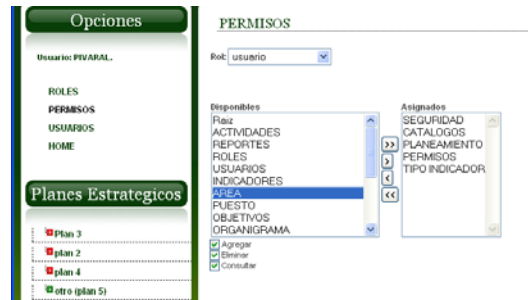 Opciones
Usuario: PIVARAL.
ROLES
PERMISOS
USUARIOS
HOME
Planes Estrategicos
Plan 3
plan 2
plan 4
otro (plan 5)
PERMISOS
Rol: usuario
Disponibles
Raiz
ACTIVIDADES
REPORTES
ROLES
USUARIOS
INDICADORES
AREA
PUESTO
OBJETIVOS
ORGANIGRAMA
>>
>
<
<<
Asignados
SEGURIDAD
CATALOGOS
PLANEAMIENTO
PERMISOS
TIPO INDICADOR
Agregar
Eliminar
Consultar